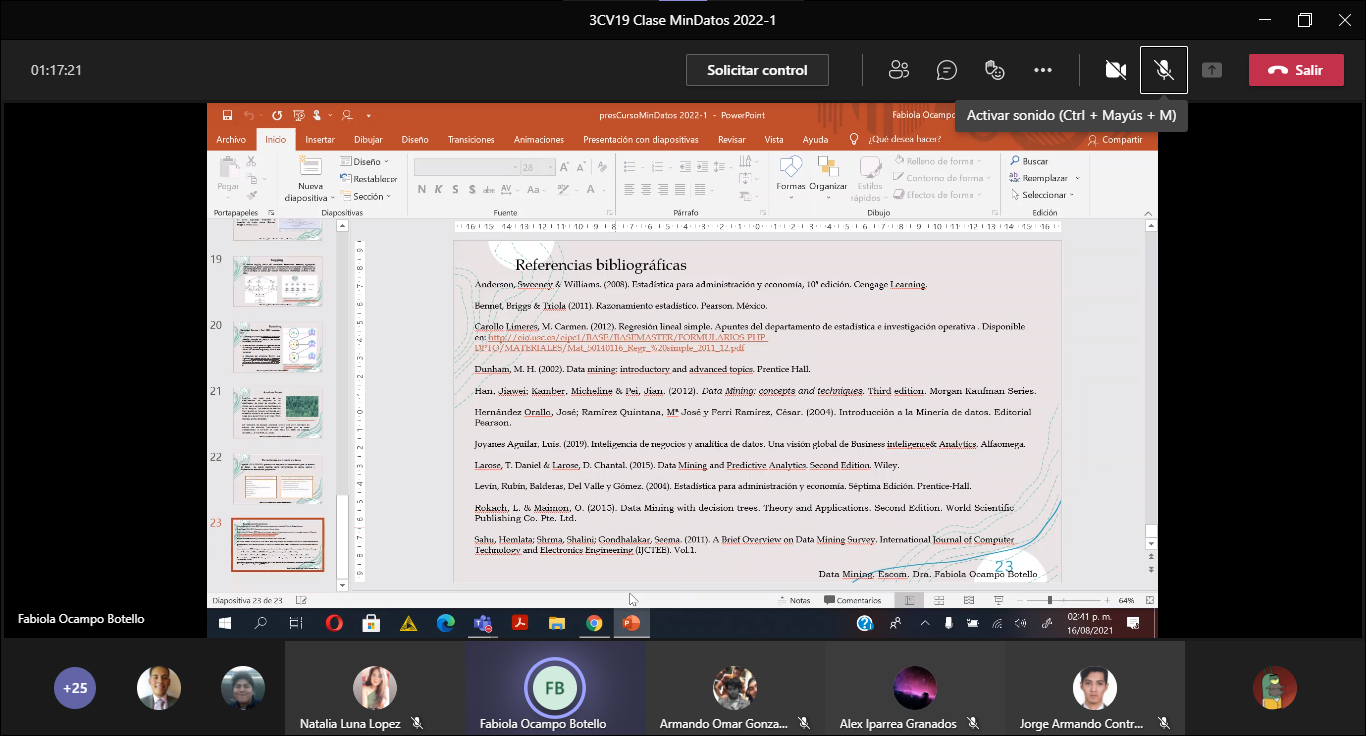 3CV19 Clase MinDatos 2022-1
01:17:21
Solicitar control
Salir
Activar sonido (Ctrl + Mayús + M)
presCursoMinDatos 2022-1 - PowerPoint
Fabiola Ocampo
Archivo Inicio Insertar Dibujar Diseño Transiciones Animaciones Presentación con diapositivas Revisar Vista Ayuda ¿Qué desea hacer? Compartir
Pegar
Nueva diapositiva
Diseño
Restablecer
Sección
28
N K S S abc AV Aa A
Formas Organizar Estilos rápidos
Relleno de forma
Contorno de forma
Efectos de forma
Buscar
Reemplazar
Seleccionar
Portapapeles Diapositivas Fuente Párrafo Dibujo Edición
19
20
21
22
23
Referencias bibliográficas
Anderson, Sweeney & Williams. (2008). Estadística para administración y economía, 10ª edición. Cengage Learning.
Bennet, Briggs & Triola (2011). Razonamiento estadístico. Pearson. México.
Carollo Limeres, M. Carmen. (2012). Regresión lineal simple. Apuntes del departamento de estadística e investigación operativa . Disponible
en: http://eio.usc.es/eipc1/BASE/BASEMASTER/FORMULARIOS-PHP-
DPTO/MATERIALES/Mat_50140116_Regr_%20simple_2011_12.pdf
Dunham, M. H. (2002). Data mining: introductory and advanced topics. Prentice Hall.
Han, Jiawei; Kamber, Micheline & Pei, Jian. (2012). Data Mining: concepts and techniques. Third edition. Morgan Kaufman Series.
Hernández Orallo, José; Ramírez Quintana, Mª José y Ferri Ramírez, César. (2004). Introducción a la Minería de datos. Editorial
Pearson.
Joyanes Aguilar, Luis. (2019). Inteligencia de negocios y analítica de datos. Una visión global de Business inteligence& Analytics. Alfaomega.
Larose, T. Daniel & Larose, D. Chantal. (2015). Data Mining and Predictive Analytics. Second Edition. Wiley.
Levin, Rubín, Balderas, Del Valle y Gómez. (2004). Estadística para administración y economía. Séptima Edición. Prentice-Hall.
Rokach, L. & Maimon, O. (2015). Data Mining with decision trees. Theory and Applications. Second Edition. World Scientific
Publishing Co. Pte. Ltd.
Sahu, Hemlata; Shrma, Shalini; Gondhalakar, Seema. (2011). A Brief Overview on Data Mining Survey. International Journal of Computer
Technology and Electronics Engineering (IJCTEE). Vol.1.
23
Data Mining. Escom. Dra. Fabiola Ocampo Botello
Diapositiva 23 de 23
Notas
Comentarios
64%
Fabiola Ocampo Botello
02:41 p. m.
16/08/2021
+25
FB
Natalia Luna Lopez
Fabiola Ocampo Botello
Armando Omar Gonza...
Alex Iparrea Granados
Jorge Armando Contr...